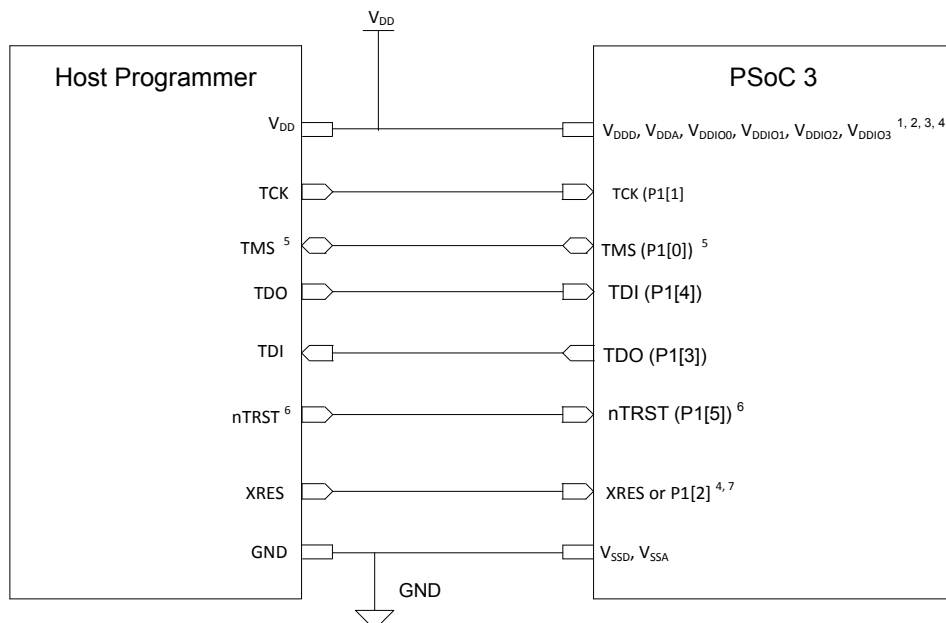 VDD
Host Programmer
PSoC 3
VDD
VDDD, VDDA, VDDIO0, VDDIO1, VDDIO2, VDDIO3 1, 2, 3, 4
TCK
TCK (P1[1]
TMS 5
TMS (P1[0]) 5
TDO
TDI (P1[4])
TDI
TDO (P1[3])
nTRST 6
nTRST (P1[5]) 6
XRES
XRES or P1[2] 4, 7
GND
VSSD, VSSA
GND